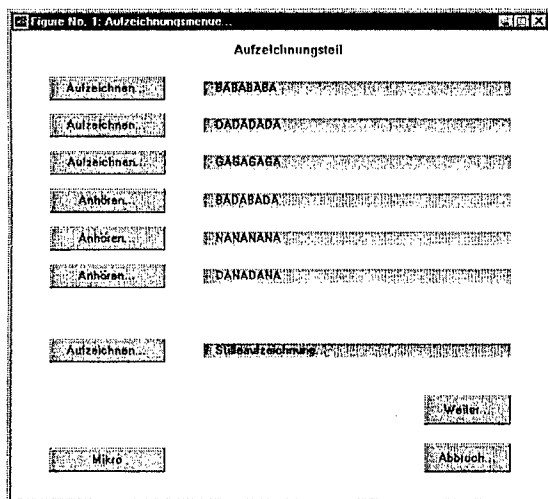 Figure No. 1: Aufzeichnungsmenue...
Aufzeichnungsteil
Aufzeichnen... BABABABA
Aufzeichnen... DADADADA
Aufzeichnen... GAGAGAGA
Anhören... BADABADA
Anhören... NANANANA
Anhören... DANADANA
Aufzeichnen... Stilleaufzeichnung...
Weiter...
Mikro Abbruch...